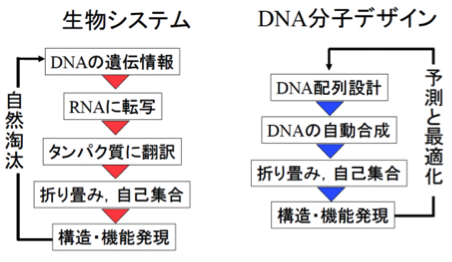 生物システム
DNAの遺伝情報
RNAに転写
タンパク質に翻訳
折り畳み，自己集合
構造・機能発現
自然淘汰
DNA分子デザイン
DNA配列設計
DNAの自動合成
折り畳み，自己集合
構造・機能発現
予測と最適化